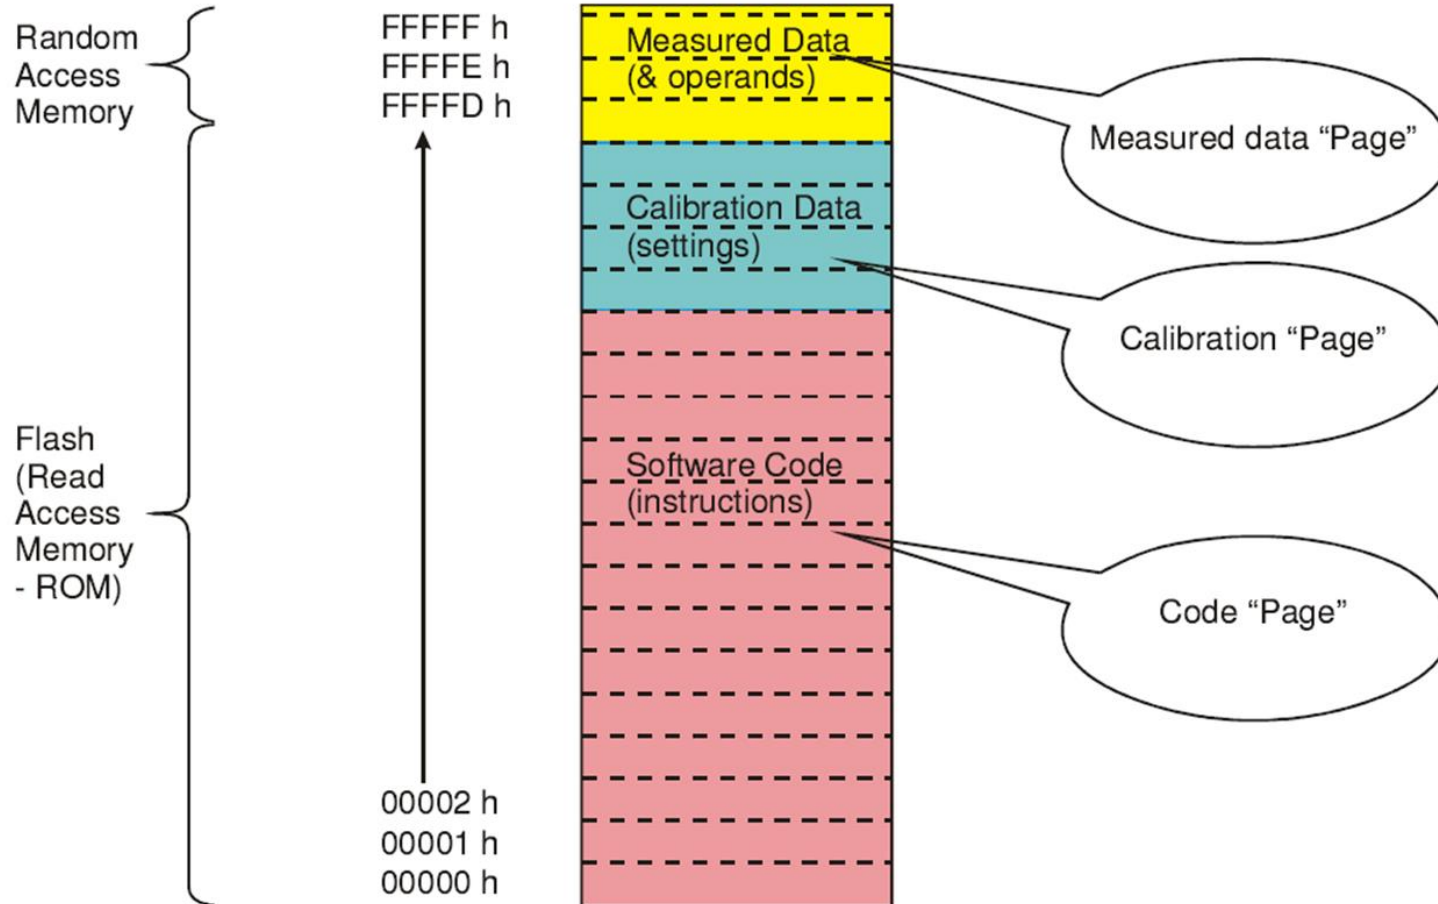 Random
Access
Memory
FFFFF h
FFFFE h
FFFFD h
Measured Data
(& operands)
Measured data “Page”
Calibration Data
(settings)
Calibration “Page”
Flash
(Read
Access
Memory
- ROM)
Software Code
(instructions)
Code “Page”
00002 h
00001 h
00000 h